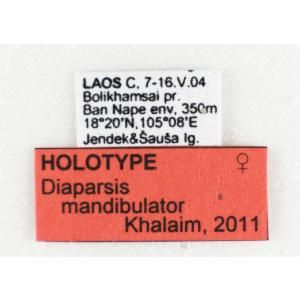 LAOS C, 7-16.V.04
Bolikhamsai pr.
Ban Nape env, 350m
18°20'N,105°08'E
Jendek&Šauša lg.
HOLOTYPE ♀
Diaparsis
mandibulator
Khalaim, 2011